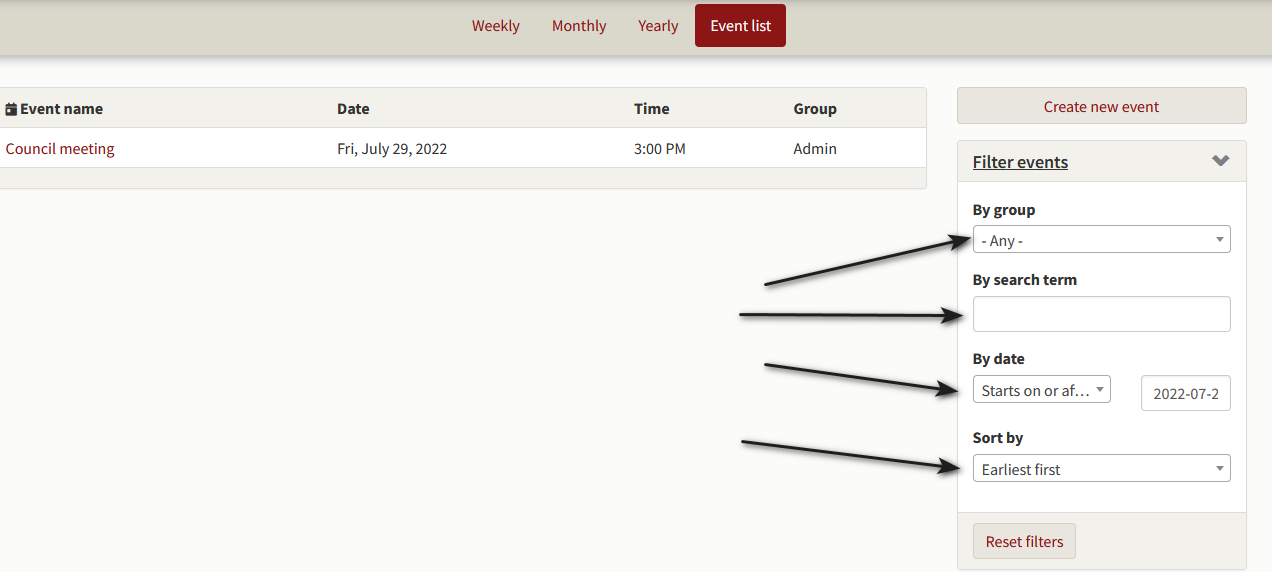 Weekly Monthly Yearly Event list
Event name Date Time Group
Council meeting Fri, July 29, 2022 3:00 PM Admin
Create new event
Filter events
By group
- Any -
By search term
By date
Starts on or af... 2022-07-2
Sort by
Earliest first
Reset filters